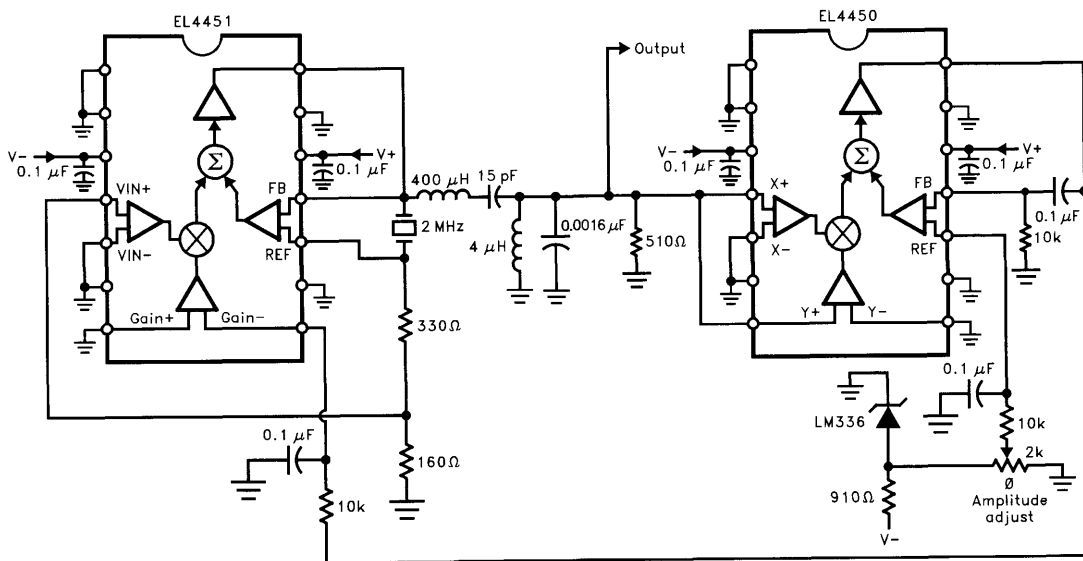 EL4451
EL4450
Output
V-
0.1 μF
V+
0.1 μF
VIN+
VIN-
Σ
FB
REF
Gain+
Gain-
400 μH
15 pF
2 MHz
4 μH
0.0016 μF
510Ω
330Ω
160Ω
0.1 μF
10k
V-
0.1 μF
V+
0.1 μF
X+
X-
Σ
FB
REF
Y+
Y-
0.1 μF
10k
0.1 μF
LM336
10k
2k
910Ω
V-
Ø
Amplitude
adjust